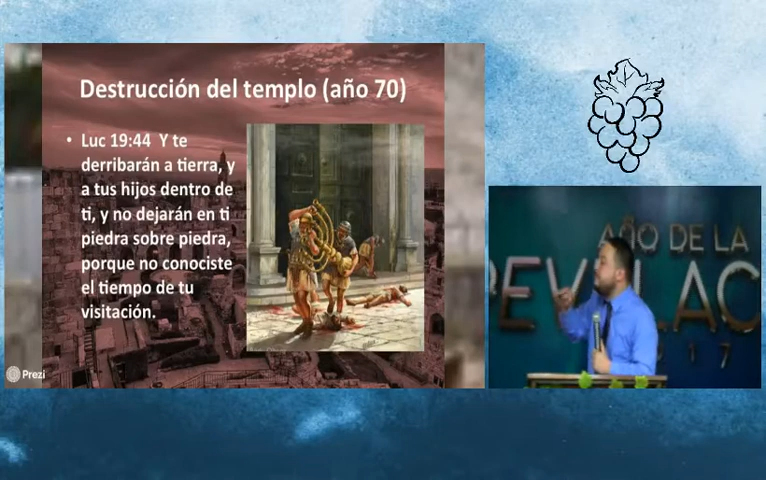 Destrucción del templo (año 70)
• Luc 19:44 Y te
derribarán a tierra, y
a tus hijos dentro de
ti, y no dejarán en ti
piedra sobre piedra,
porque no conociste
el tiempo de tu
visitación.
Prezi
AÑO DE LA
REVELAC
2017